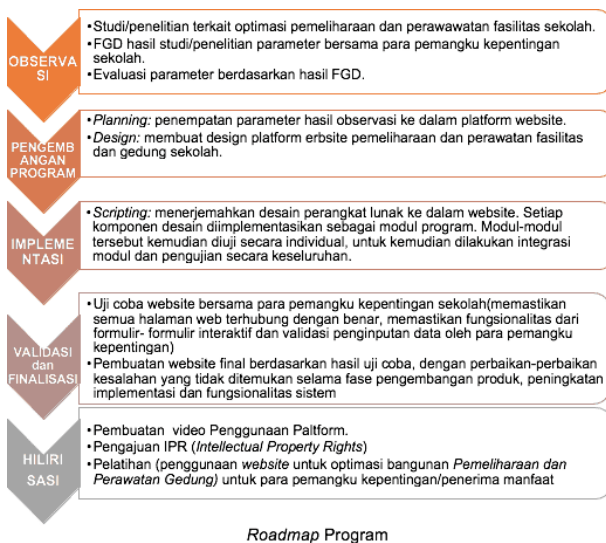 OBSERVA
SI
•Studi/penelitian terkait optimasi pemeliharaan dan perawawatan fasilitas sekolah.
•FGD hasil studi/penelitian parameter bersama para pemangku kepentingan
sekolah.
•Evaluasi parameter berdasarkan hasil FGD.
PENGEMB
ANGAN
PROGRAM
•Planning: penempatan parameter hasil observasi ke dalam platform website.
•Design: membuat design platform erbsite pemeliharaan dan perawatan fasilitas
dan gedung sekolah.
IMPLEME
NTASI
•Scripting: menerjemahkan desain perangkat lunak ke dalam website. Setiap
komponen desain diimplementasikan sebagai modul program. Modul-modul
tersebut kemudian diuji secara individual, untuk kemudian dilakukan integrasi
modul dan pengujian secara keseluruhan.
VALIDASI
dan
FINALISASI
•Uji coba website bersama para pemangku kepentingan sekolah(memastikan
semua halaman web terhubung dengan benar, memastikan fungsionalitas dari
formulir- formulir interaktif dan validasi penginputan data oleh para pemangku
kepentingan)
•Pembuatan website final berdasarkan hasil uji coba, dengan perbaikan-perbaikan
kesalahan yang tidak ditemukan selama fase pengembangan produk, peningkatan
implementasi dan fungsionalitas sistem
HILIRI
SASI
•Pembuatan video Penggunaan Paltform.
•Pengajuan IPR (Intellectual Property Rights)
•Pelatihan (penggunaan website untuk optimasi bangunan Pemeliharaan dan
Perawatan Gedung) untuk para pemangku kepentingan/penerima manfaat
Roadmap Program